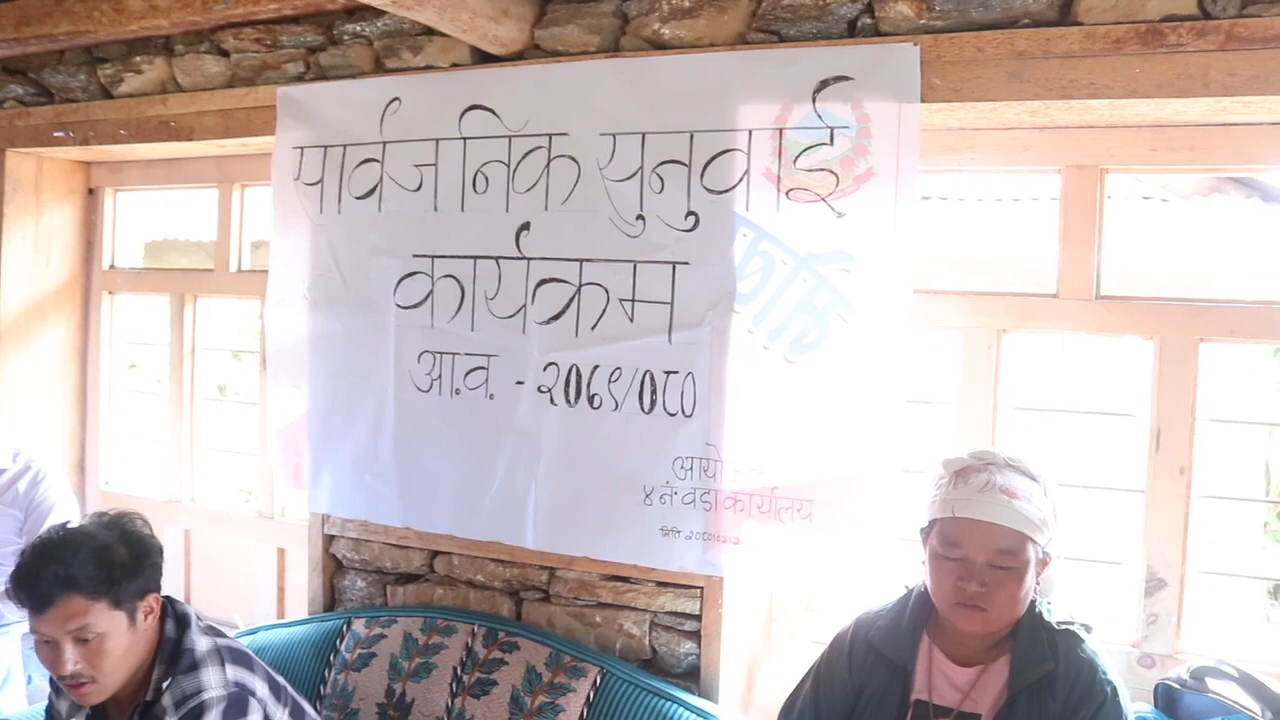 सार्वजनिक सुनुवाई
कार्यक्रम
आ.व. - २०७९/०८०
४ नं. वडा कार्यालय
मिति